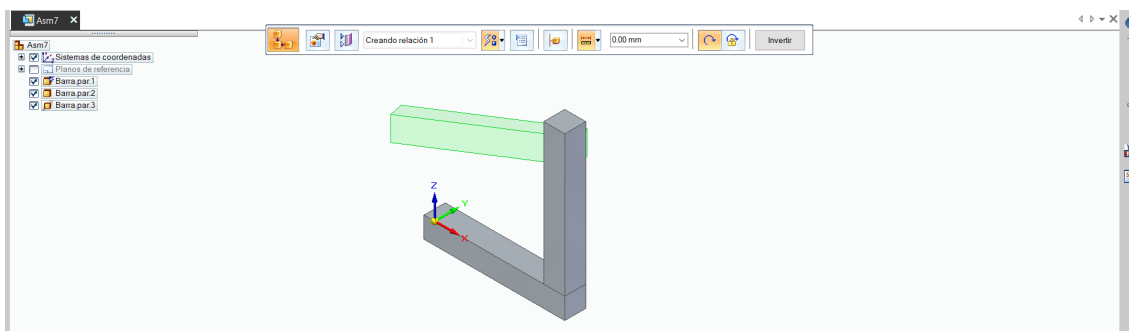 Asm7
Creando relación 1
0.00 mm
Invertir
Asm7
Sistemas de coordenadas
Planos de referencia
Barra.par:1
Barra.par:2
Barra.par:3
Z
Y
X